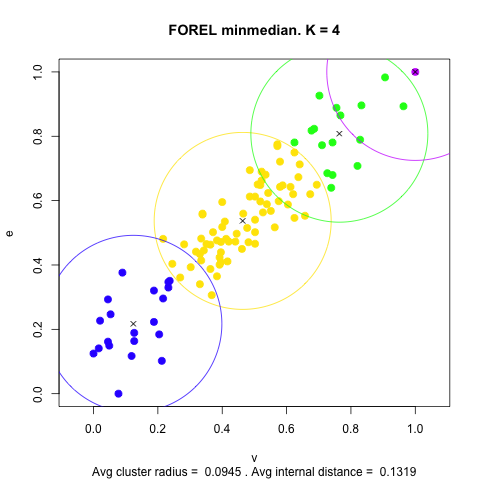 FOREL minmedian. K = 4
e
1.0
0.8
0.6
0.4
0.2
0.0
0.0 0.2 0.4 0.6 0.8 1.0
v
Avg cluster radius =  0.0945 . Avg internal distance =  0.1319